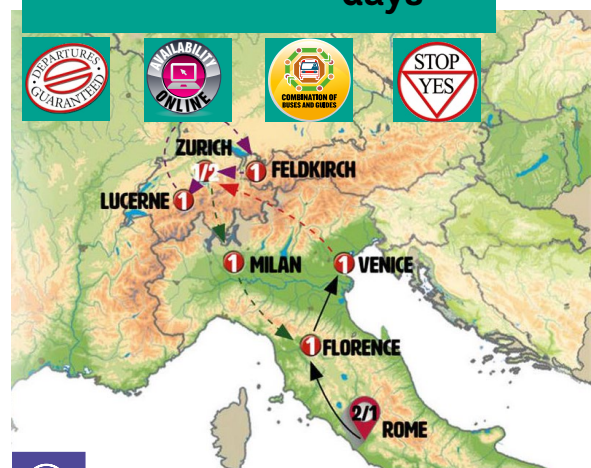 days
DEPARTURES
GUARANTEED
AVAILABILITY
ONLINE
COMBINATION OF
BUSES AND GUIDES
STOP
YES
ZURICH
1/2
1 FELDKIRCH
LUCERNE 1
1 MILAN
1 VENICE
1 FLORENCE
2/1
ROME